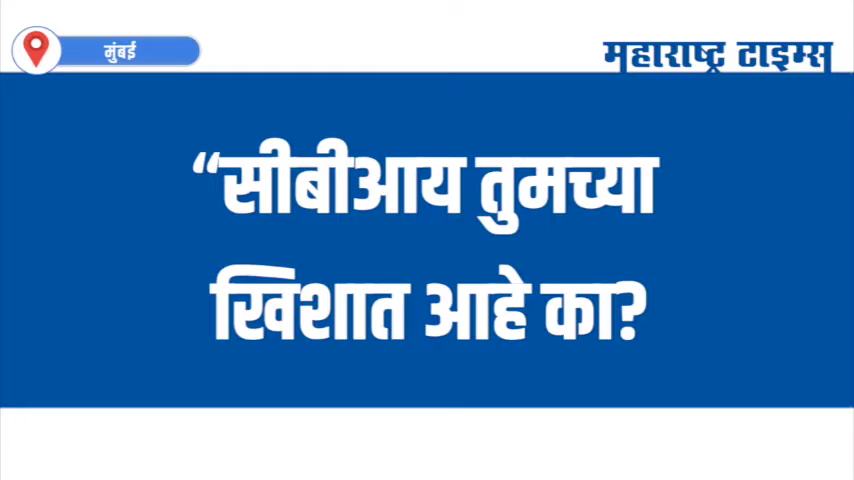 मुंबई
महाराष्ट्र टाइम्स
“सीबीआय तुमच्या
खिशात आहे का?